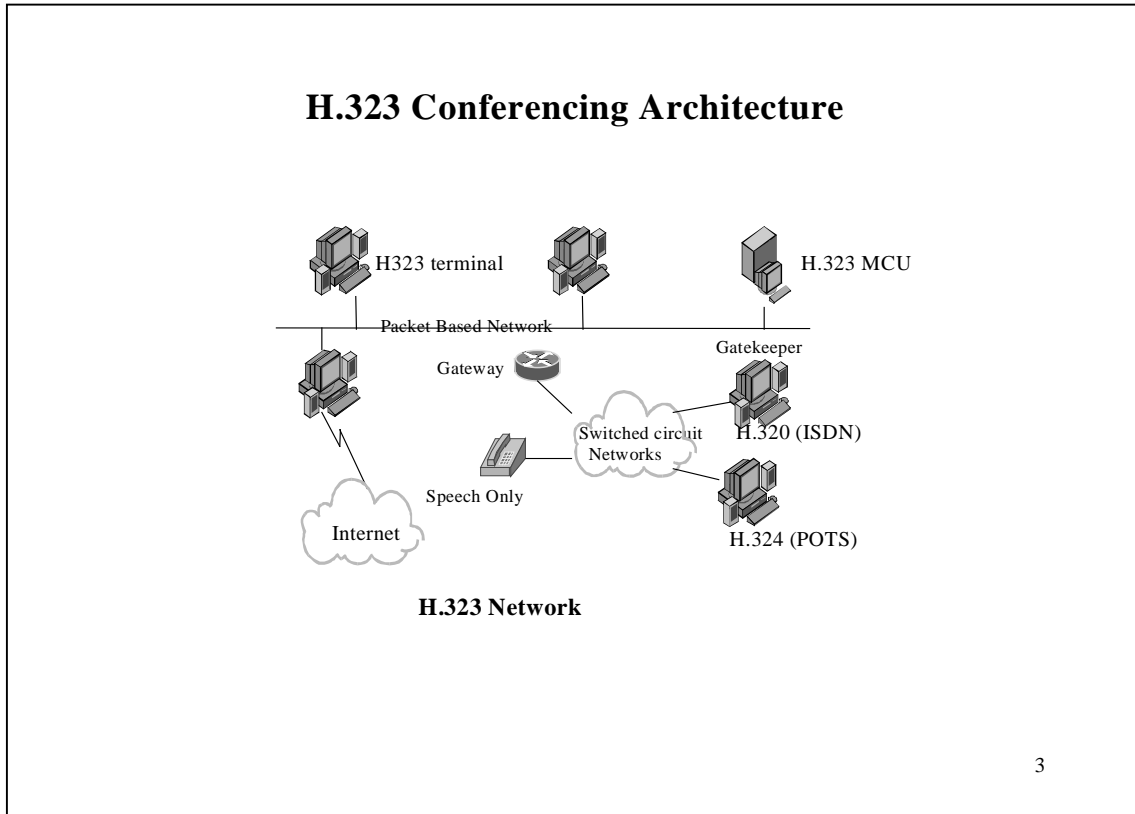 H.323 Conferencing Architecture
H323 terminal
H.323 MCU
Packet Based Network
Gatekeeper
Gateway
Switched circuit
Networks
H.320 (ISDN)
Speech Only
Internet
H.324 (POTS)
H.323 Network
3